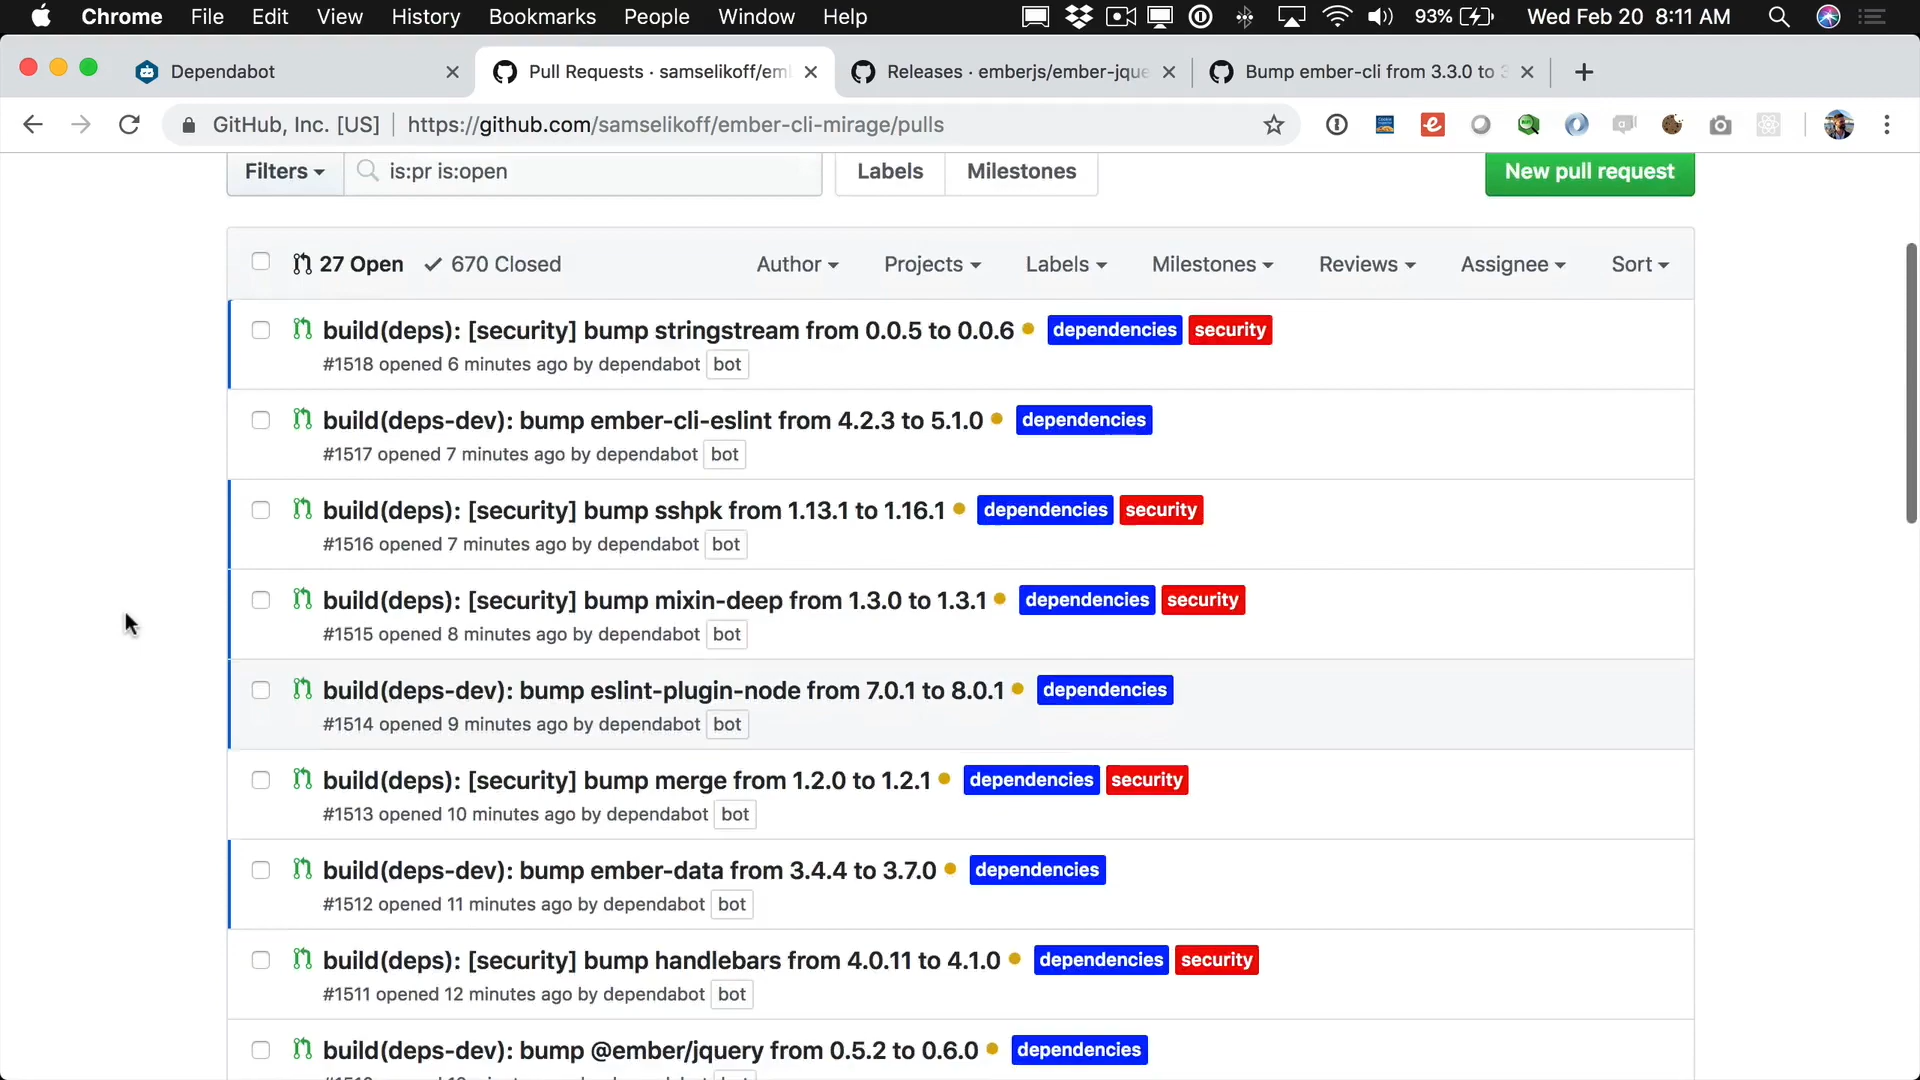 Chrome File Edit View History Bookmarks People Window Help 93% Wed Feb 20 8:11 AM
Dependabot Pull Requests · samselikoff/em Releases · emberjs/ember-jque Bump ember-cli from 3.3.0 to
GitHub, Inc. [US] https://github.com/samselikoff/ember-cli-mirage/pulls
Filters is:pr is:open Labels Milestones New pull request
27 Open 670 Closed Author Projects Labels Milestones Reviews Assignee Sort
build(deps): [security] bump stringstream from 0.0.5 to 0.0.6 dependencies security
#1518 opened 6 minutes ago by dependabot bot
build(deps-dev): bump ember-cli-eslint from 4.2.3 to 5.1.0 dependencies
#1517 opened 7 minutes ago by dependabot bot
build(deps): [security] bump sshpk from 1.13.1 to 1.16.1 dependencies security
#1516 opened 7 minutes ago by dependabot bot
build(deps): [security] bump mixin-deep from 1.3.0 to 1.3.1 dependencies security
#1515 opened 8 minutes ago by dependabot bot
build(deps-dev): bump eslint-plugin-node from 7.0.1 to 8.0.1 dependencies
#1514 opened 9 minutes ago by dependabot bot
build(deps): [security] bump merge from 1.2.0 to 1.2.1 dependencies security
#1513 opened 10 minutes ago by dependabot bot
build(deps-dev): bump ember-data from 3.4.4 to 3.7.0 dependencies
#1512 opened 11 minutes ago by dependabot bot
build(deps): [security] bump handlebars from 4.0.11 to 4.1.0 dependencies security
#1511 opened 12 minutes ago by dependabot bot
build(deps-dev): bump @ember/jquery from 0.5.2 to 0.6.0 dependencies